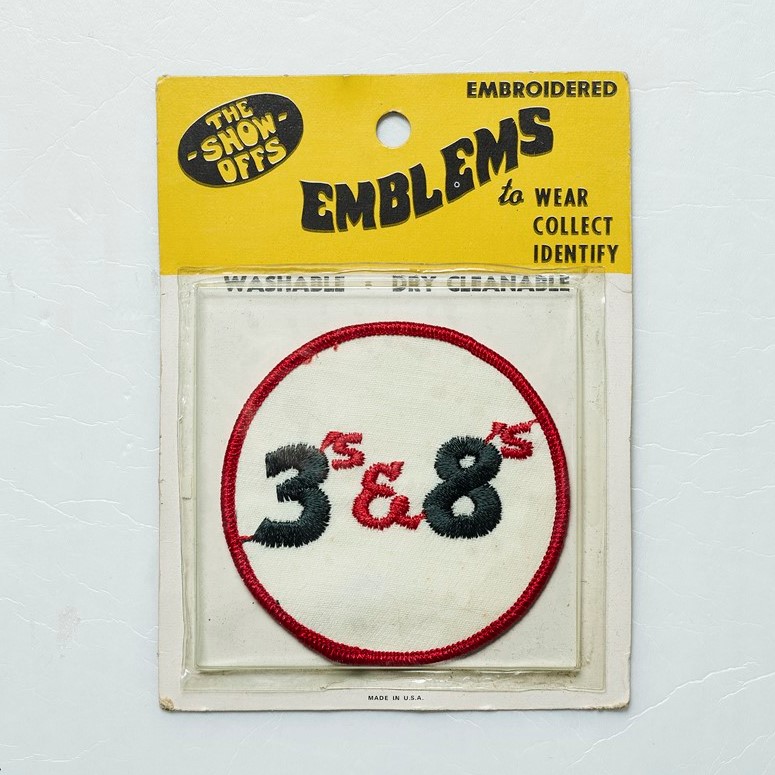 THE
-SHOW-
OFFS
EMBROIDERED
EMBLEMS
to WEAR
COLLECT
IDENTIFY
WASHABLE - DRY CLEANABLE
3's & 8's
MADE IN U.S.A.